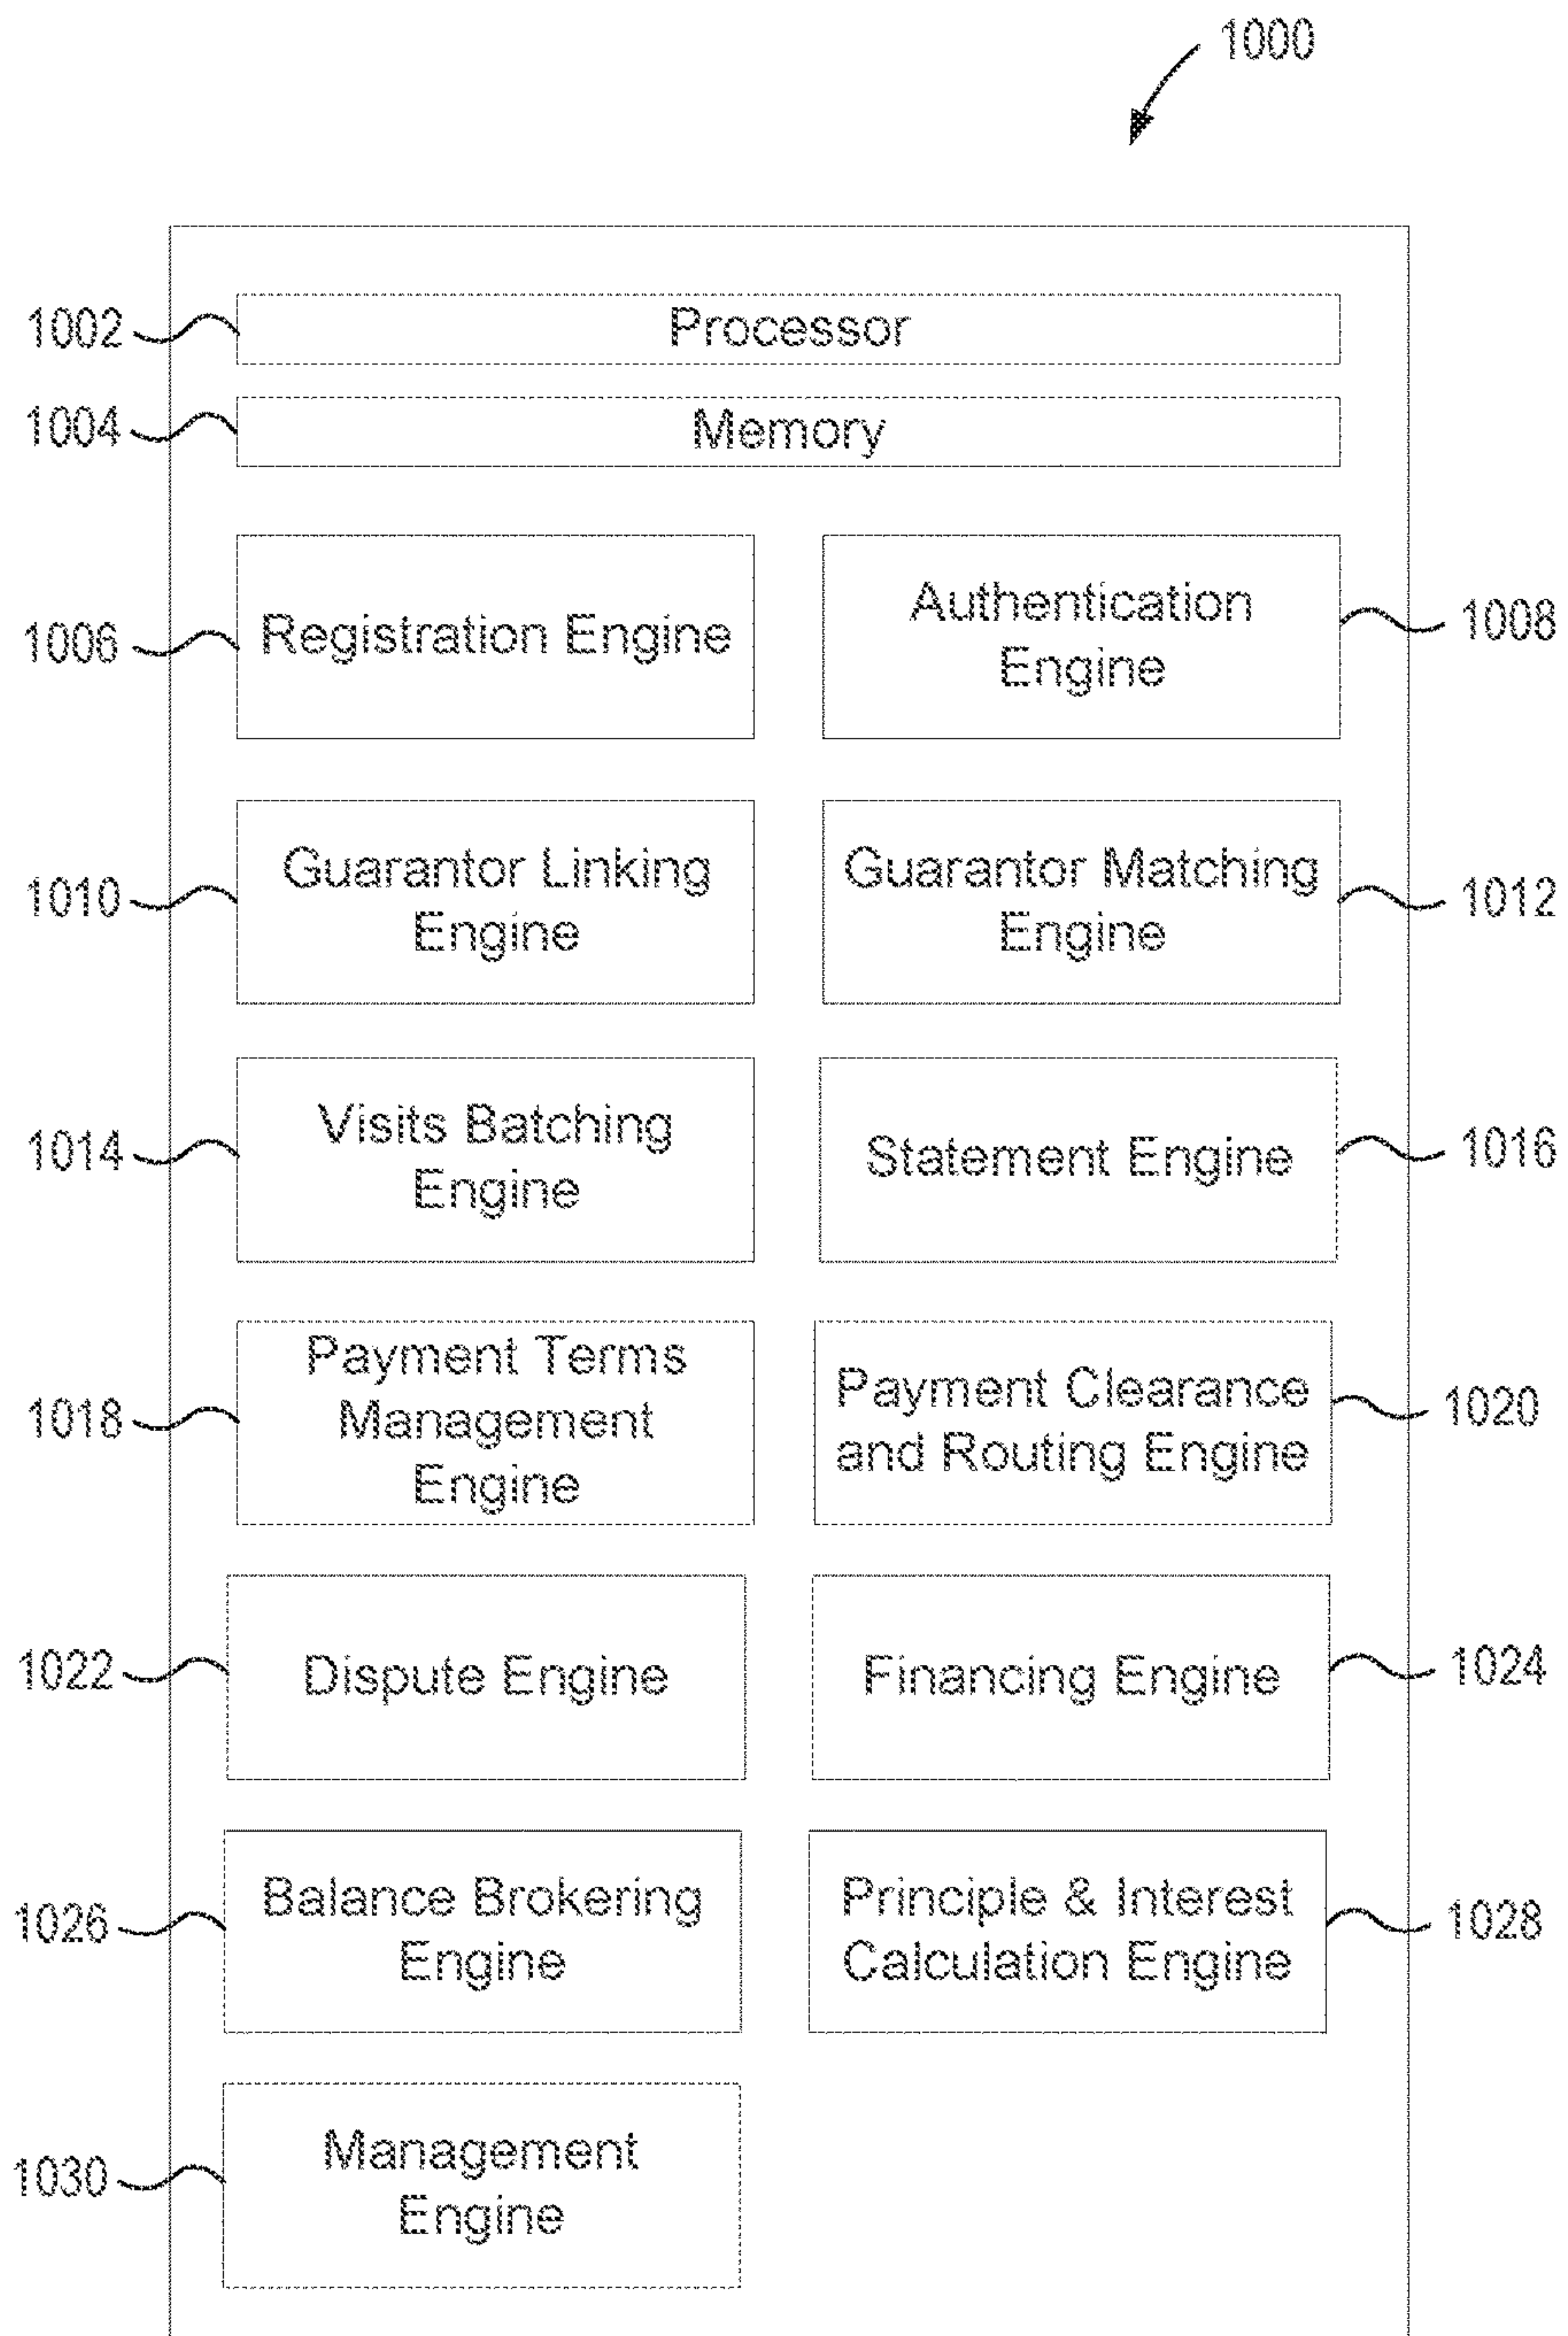 1000
1002
Processor
1004
Memory
1006
Registration Engine
Authentication
Engine
1008
1010
Guarantor Linking
Engine
Guarantor Matching
Engine
1012
1014
Visits Batching
Engine
Statement Engine
1016
1018
Payment Terms
Management
Engine
Payment Clearance
and Routing Engine
1020
1022
Dispute Engine
Financing Engine
1024
1026
Balance Brokering
Engine
Principle & Interest
Calculation Engine
1028
1030
Management
Engine